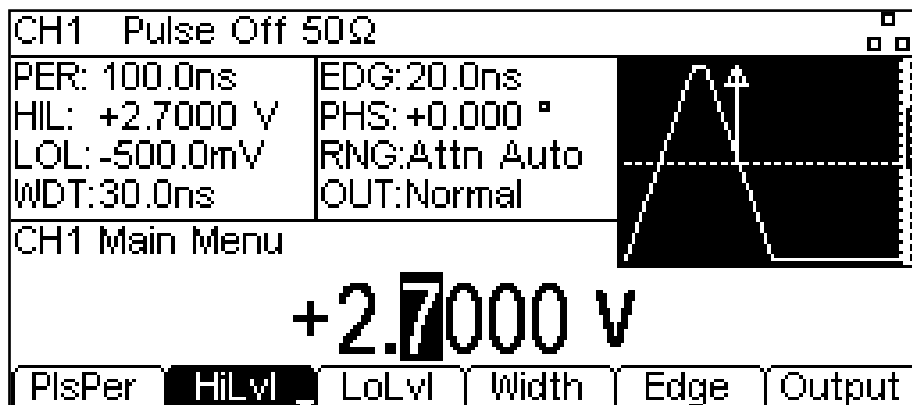 CH1 Pulse Off 50Ω
PER: 100.0ns
HIL: +2.7000 V
LOL: -500.0mV
WDT:30.0ns
EDG:20.0ns
PHS:+0.000 °
RNG:Attn Auto
OUT:Normal
CH1 Main Menu
+2.7000 V
PlsPer HiLvl LoLvl Width Edge Output